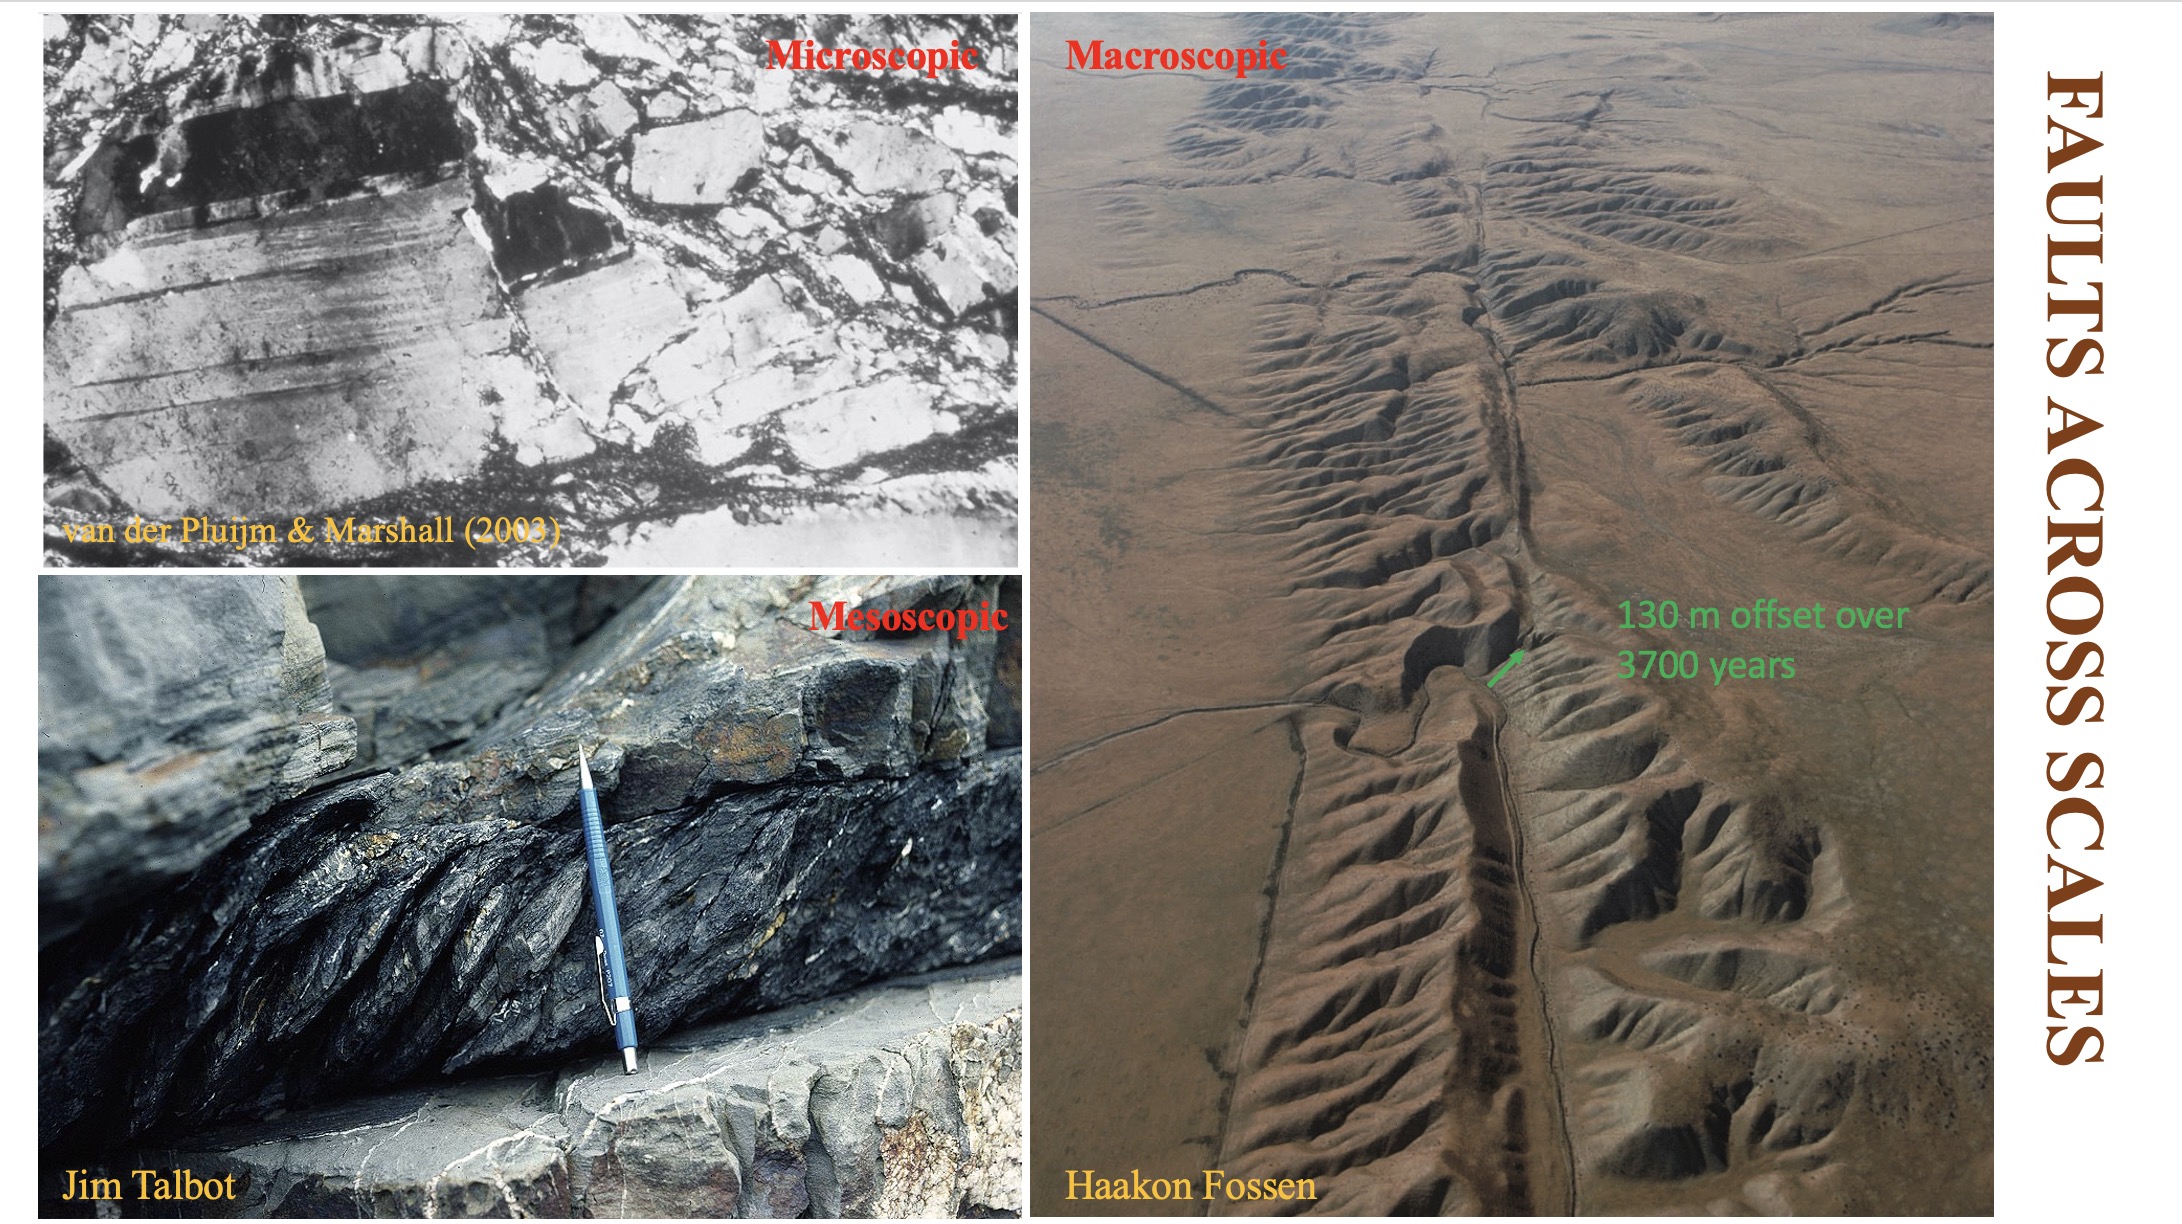 Microscopic
van der Pluijm & Marshall (2003)
Mesoscopic
Jim Talbot
Macroscopic
130 m offset over
3700 years
Haakon Fossen
FAULTS ACROSS SCALES